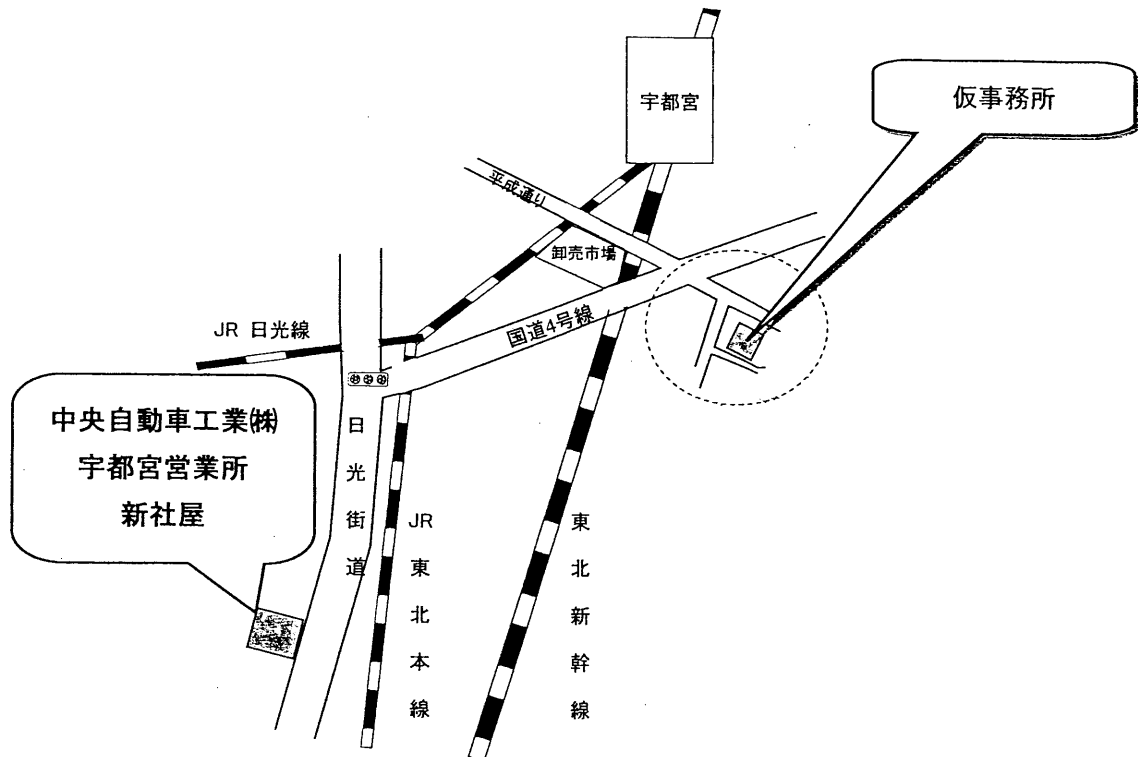 宇都宮
仮事務所
平成通り
卸売市場
国道4号線
JR 日光線
中央自動車工業㈱
宇都宮営業所
新社屋
日光街道
JR東北本線
東北新幹線